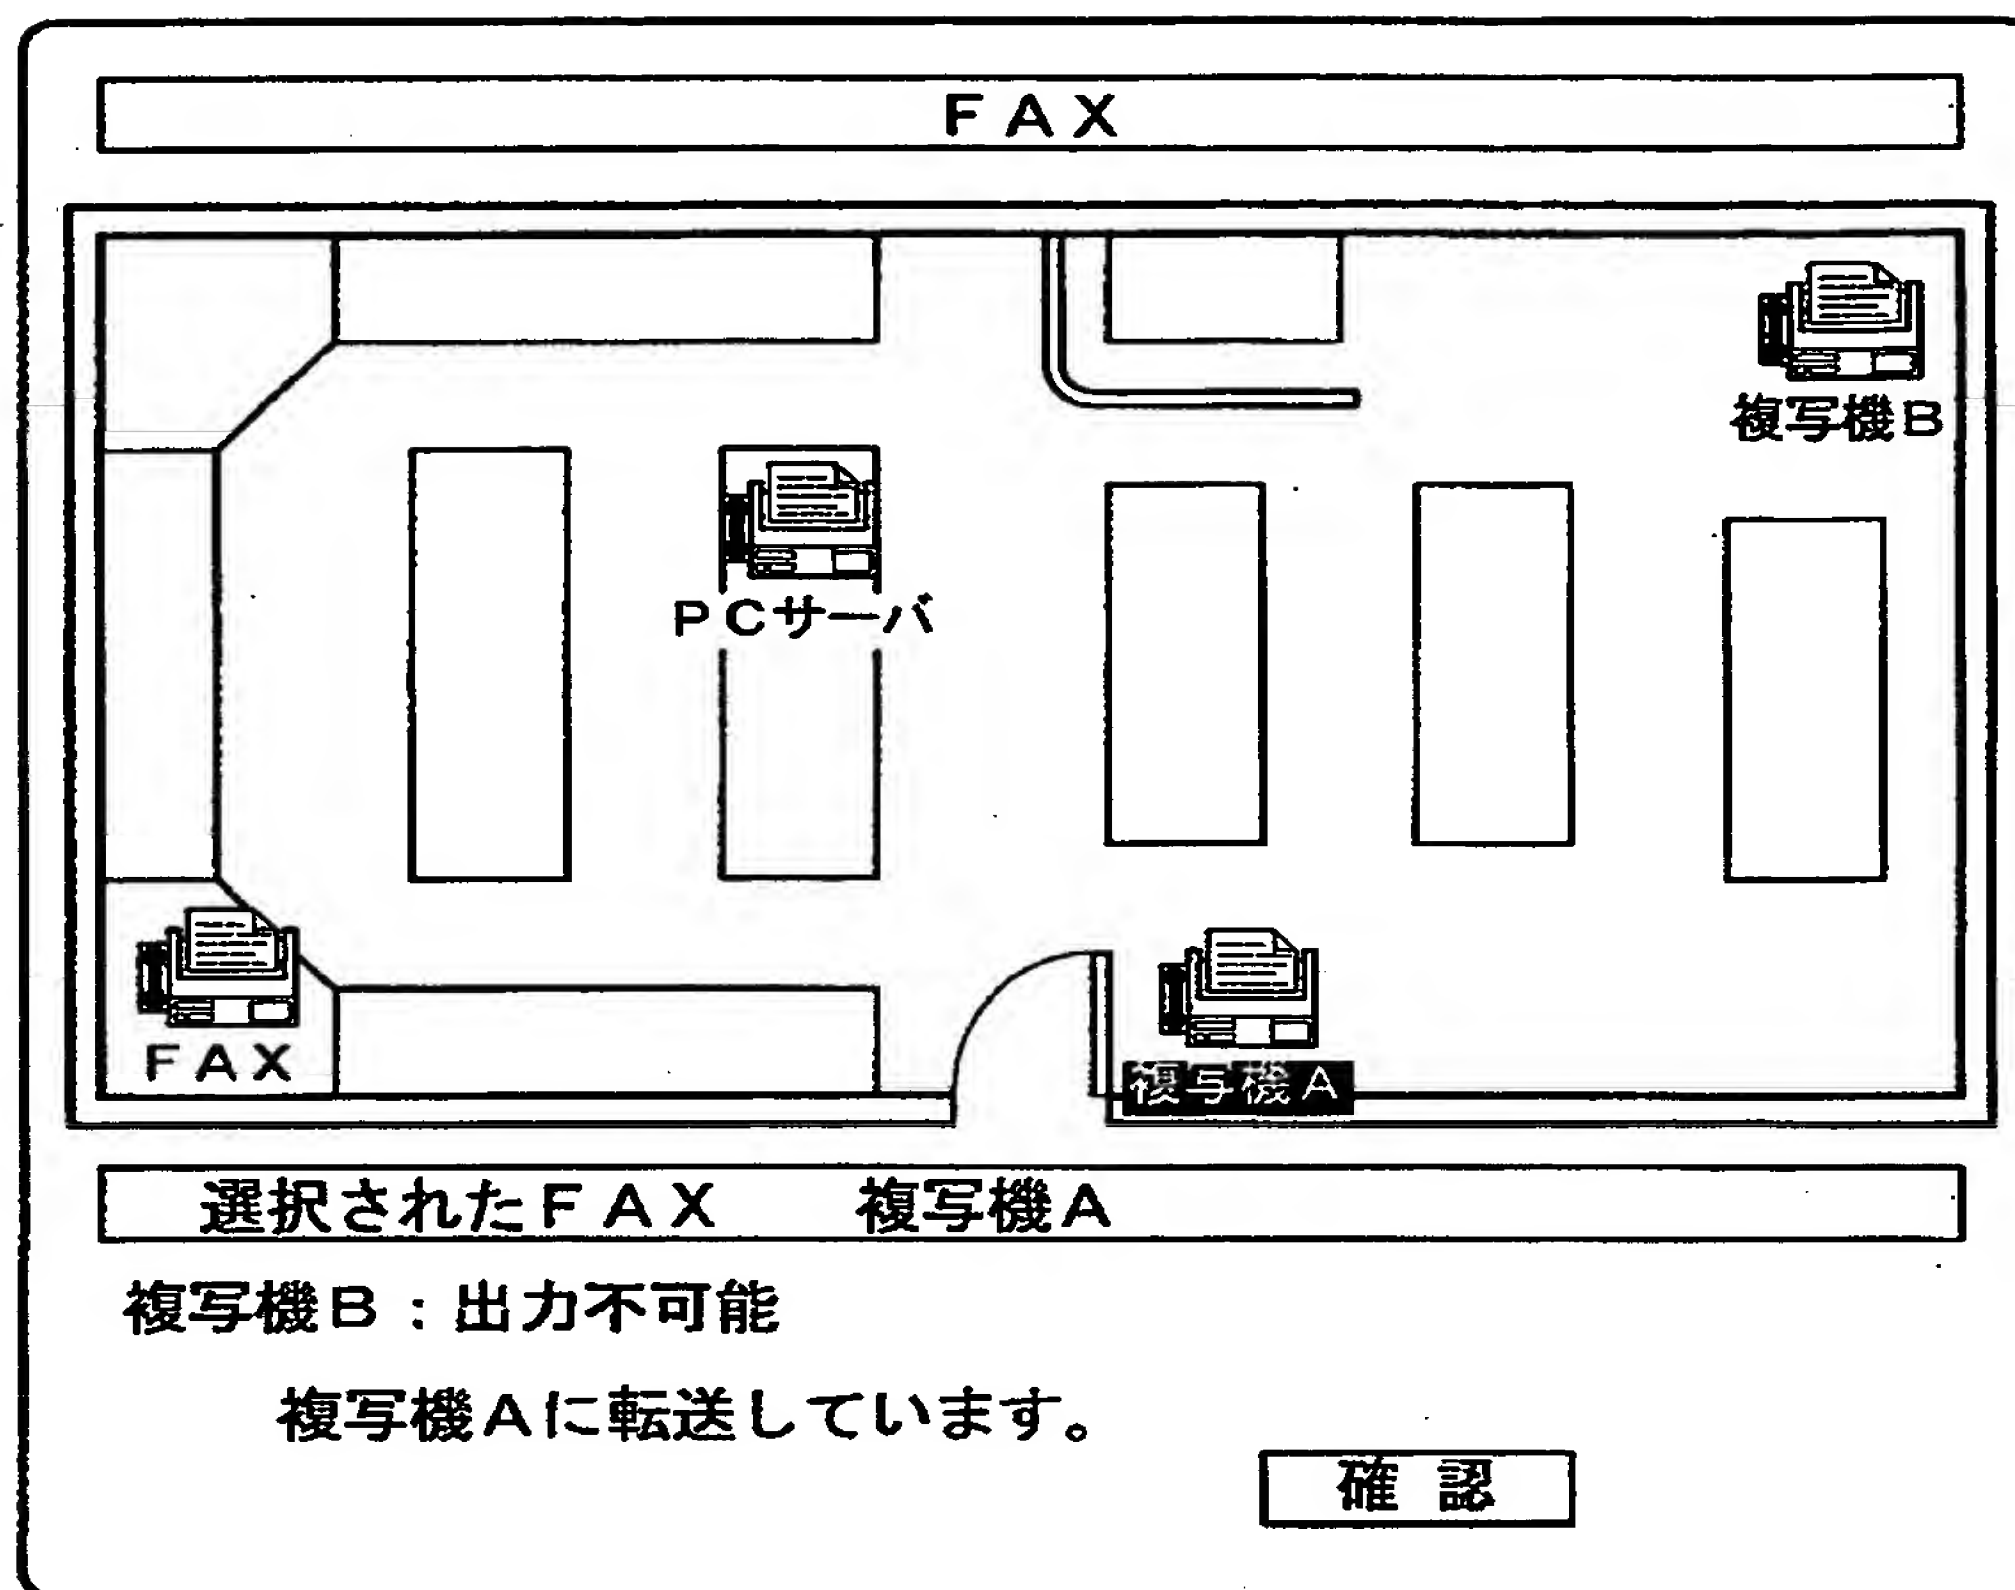 FAX
複写機B
PCサーバ
FAX
複写機A
選択されたFAX 複写機A
複写機B:出力不可能
複写機Aに転送しています。
確認